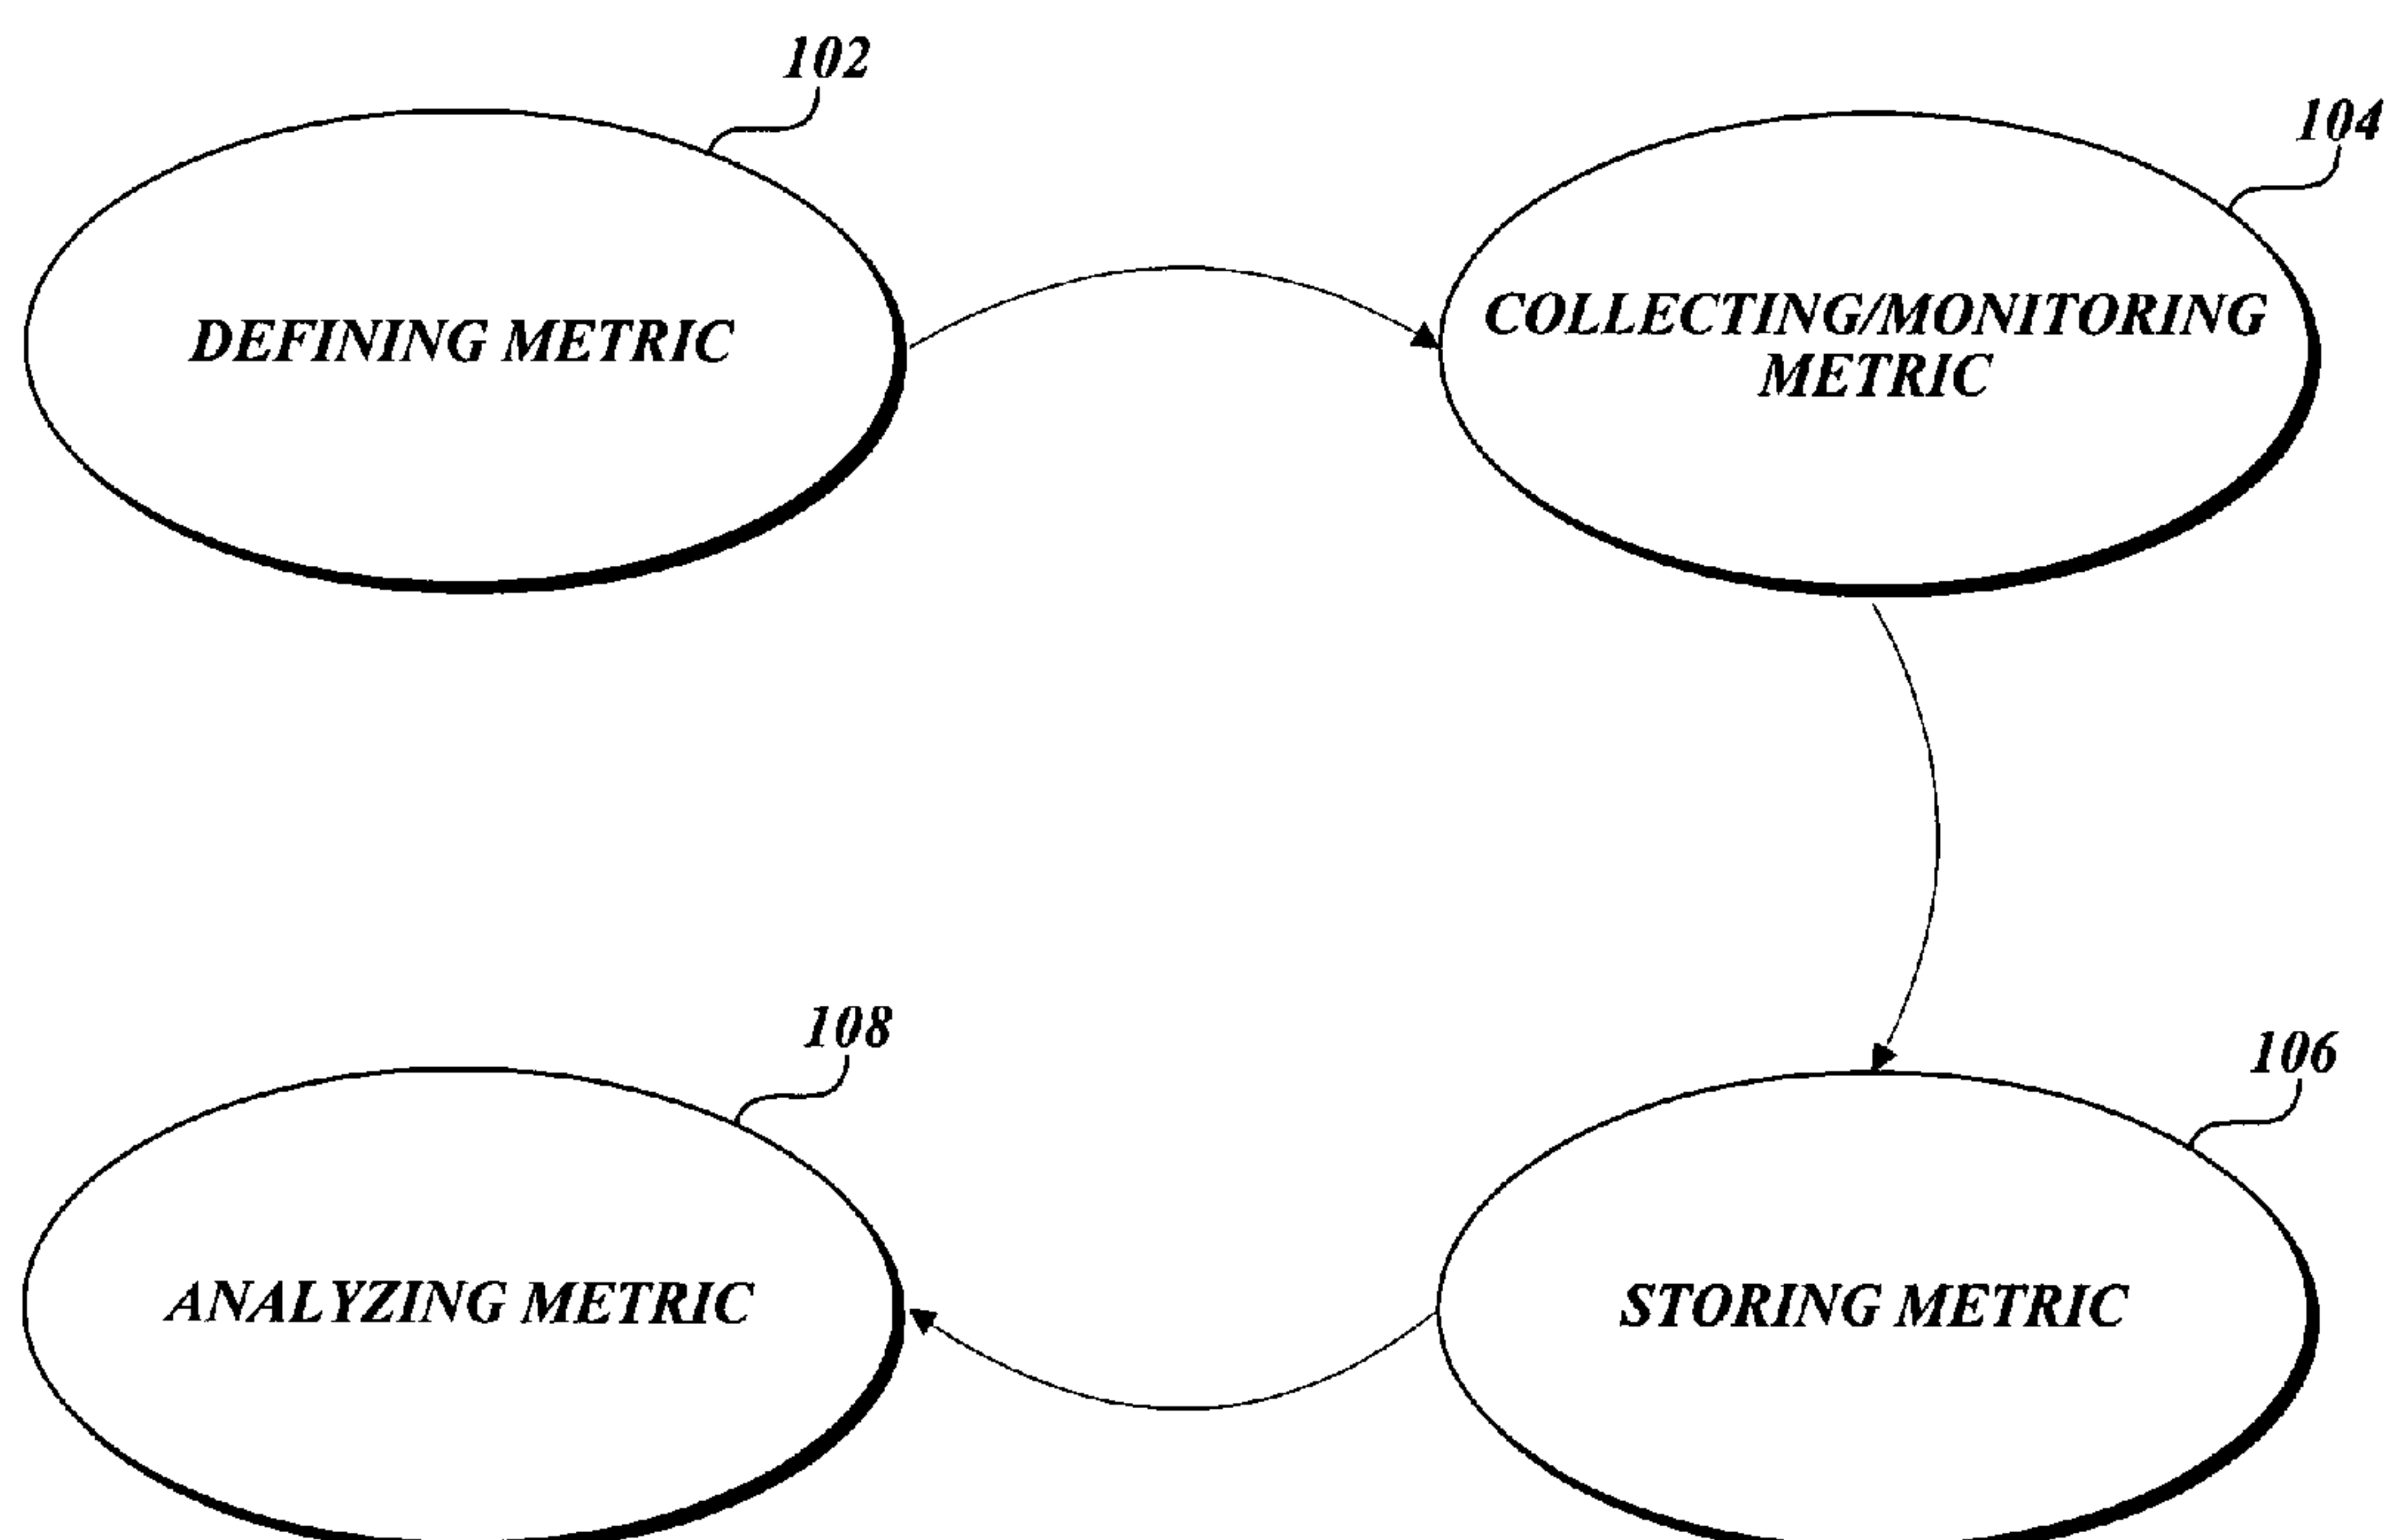 102
104
DEFINING METRIC
COLLECTING/MONITORING
METRIC
108
106
ANALYZING METRIC
STORING METRIC